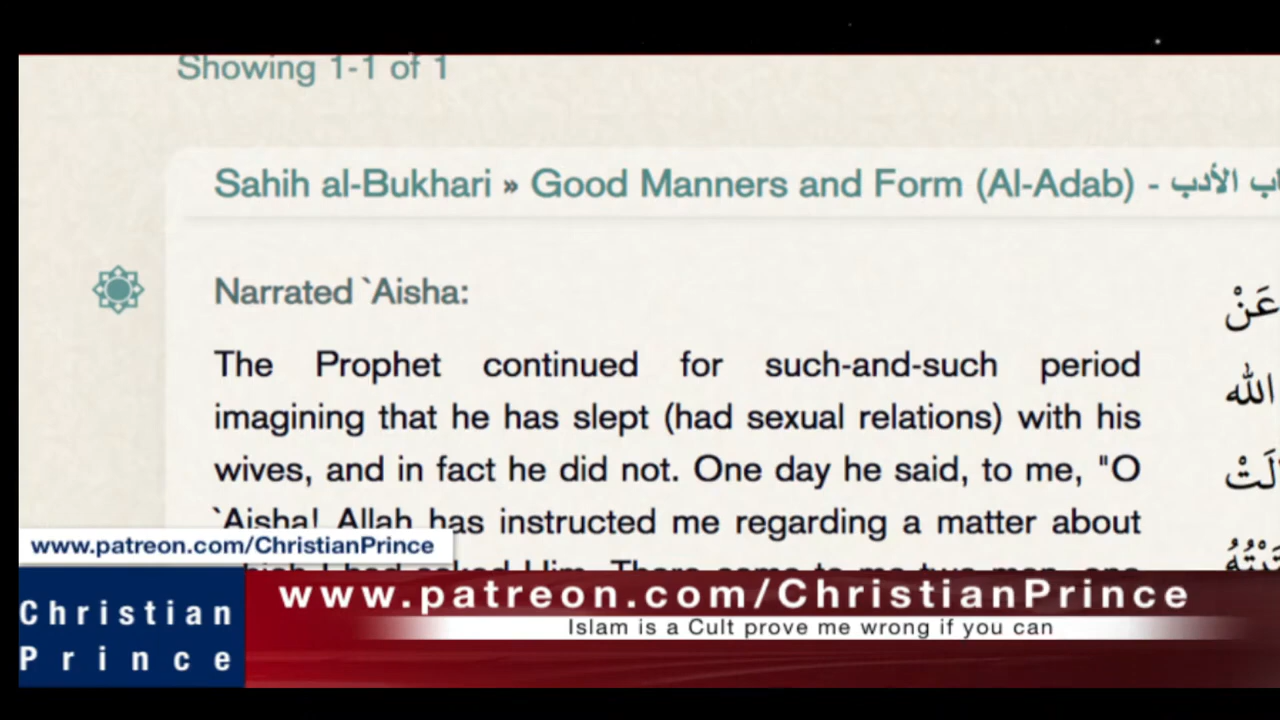 Showing 1-1 of 1
Sahih al-Bukhari » Good Manners and Form (Al-Adab) - اب الأدب
Narrated `Aisha:
عَنْ
The Prophet continued for such-and-such period
الله
imagining that he has slept (had sexual relations) with his
wives, and in fact he did not. One day he said, to me, "O
`Aisha! Allah has instructed me regarding a matter about
www.patreon.com/ChristianPrince
Christian
Prince
www.patreon.com/ChristianPrince
Islam is a Cult prove me wrong if you can